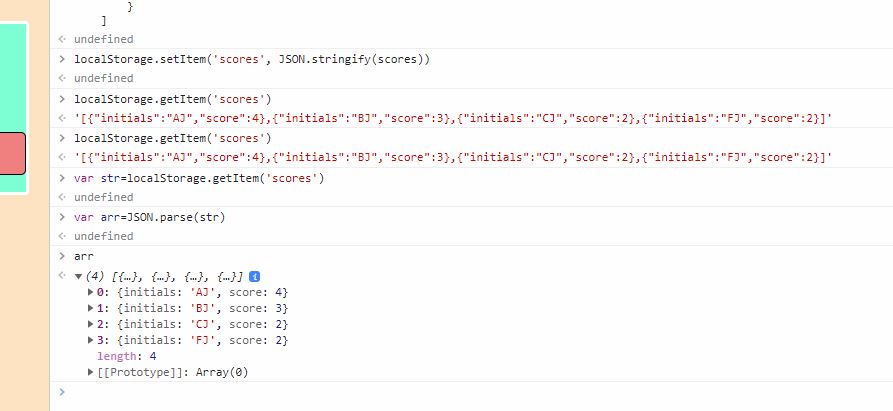 }
]
undefined
localStorage.setItem('scores', JSON.stringify(scores))
undefined
localStorage.getItem('scores')
'[{"initials":"AJ","score":4},{"initials":"BJ","score":3},{"initials":"CJ","score":2},{"initials":"FJ","score":2}]'
localStorage.getItem('scores')
'[{"initials":"AJ","score":4},{"initials":"BJ","score":3},{"initials":"CJ","score":2},{"initials":"FJ","score":2}]'
var str=localStorage.getItem('scores')
undefined
var arr=JSON.parse(str)
undefined
arr
(4) [{…}, {…}, {…}, {…}] i
0: {initials: 'AJ', score: 4}
1: {initials: 'BJ', score: 3}
2: {initials: 'CJ', score: 2}
3: {initials: 'FJ', score: 2}
length: 4
[[Prototype]]: Array(0)